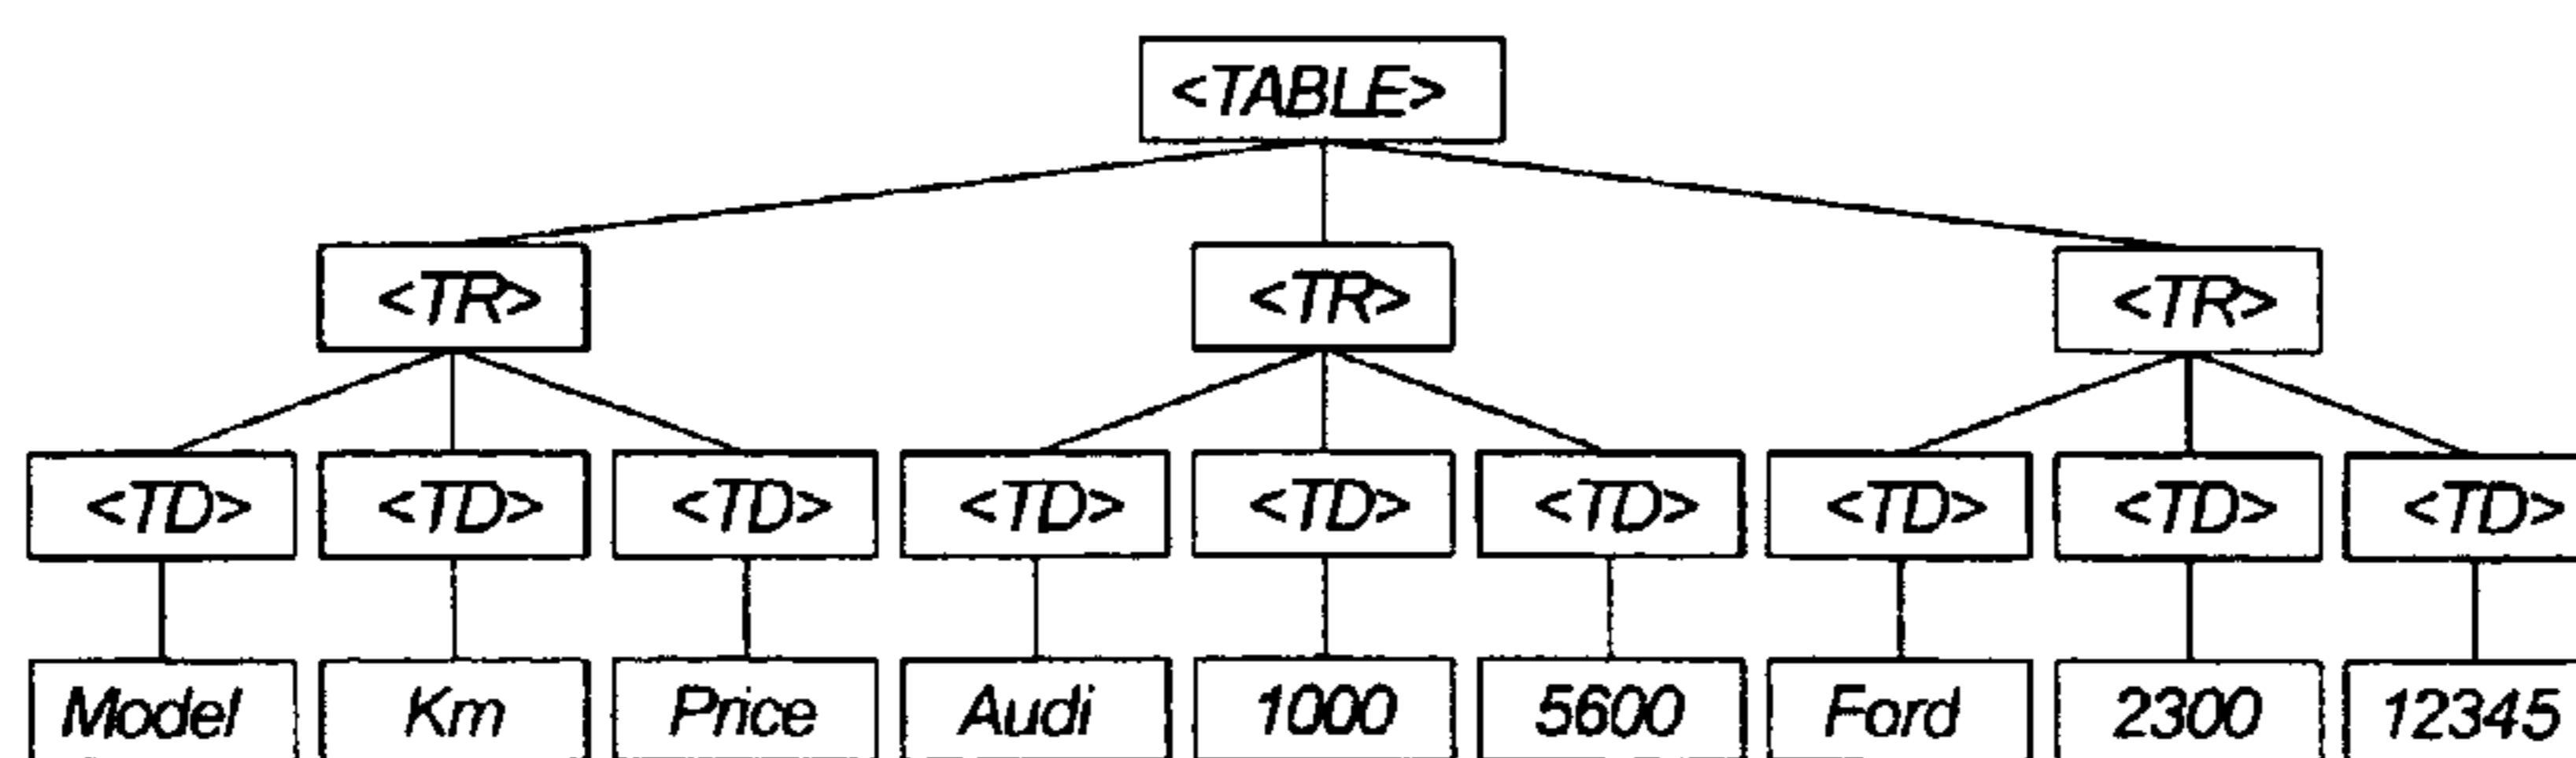 <TABLE>
<TR> <TR> <TR>
<TD> <TD> <TD> <TD> <TD> <TD> <TD> <TD> <TD>
Model Km Price Audi 1000 5600 Ford 2300 12345